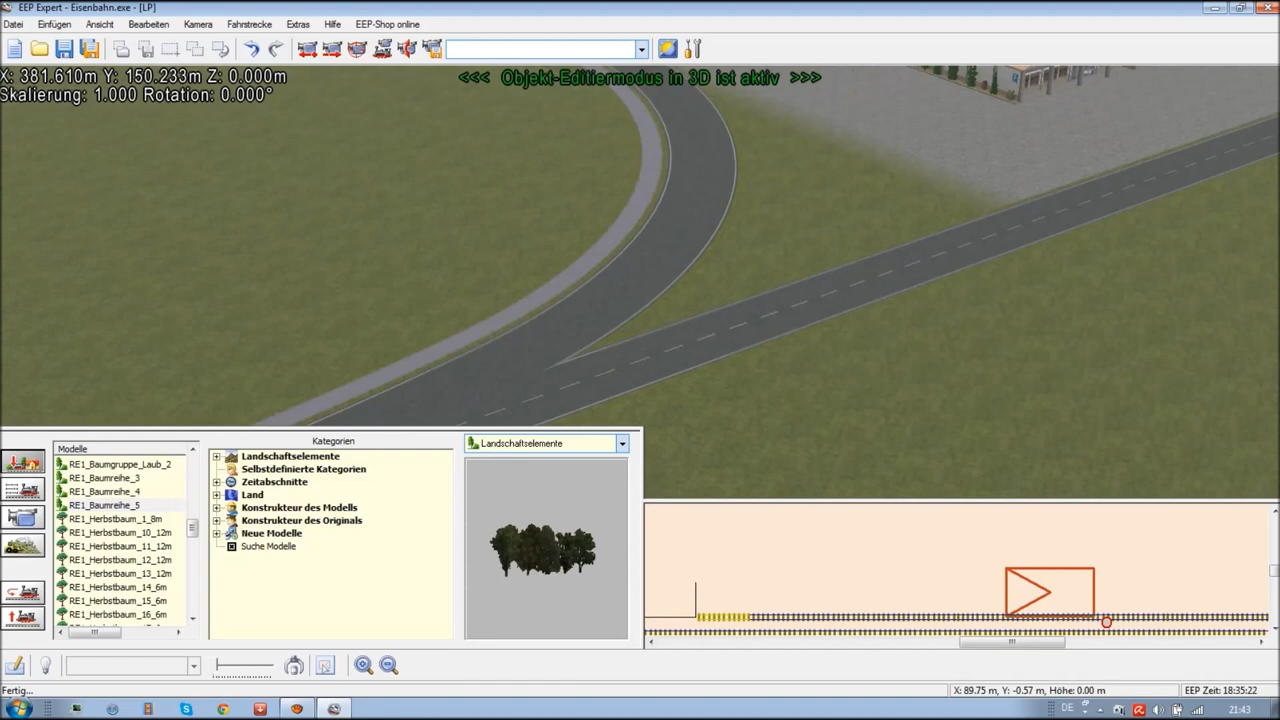 EEP Expert - Eisenbahn.exe - [LP]
Datei Einfügen Ansicht Bearbeiten Kamera Fahrstrecke Extras Hilfe EEP-Shop online
X: 381.610m Y: 150.233m Z: 0.000m
<<< Objekt-Editiermodus in 3D ist aktiv >>>
Skalierung: 1.000 Rotation: 0.000°
Modelle
RE1_Baumgruppe_Laub_2
RE1_Baumreihe_3
RE1_Baumreihe_4
RE1_Baumreihe_5
RE1_Herbstbaum_1_8m
RE1_Herbstbaum_10_12m
RE1_Herbstbaum_11_12m
RE1_Herbstbaum_12_12m
RE1_Herbstbaum_13_12m
RE1_Herbstbaum_14_6m
RE1_Herbstbaum_15_6m
RE1_Herbstbaum_16_6m
Kategorien
Landschaftselemente
Selbstdefinierte Kategorien
Zeitabschnitte
Land
Konstrukteur des Modells
Konstrukteur des Originals
Neue Modelle
Suche Modelle
Landschaftselemente
Fertig...
X: 89.75 m, Y: -0.57 m, Höhe: 0.00 m
EEP Zeit: 18:35:22
DE
21:43